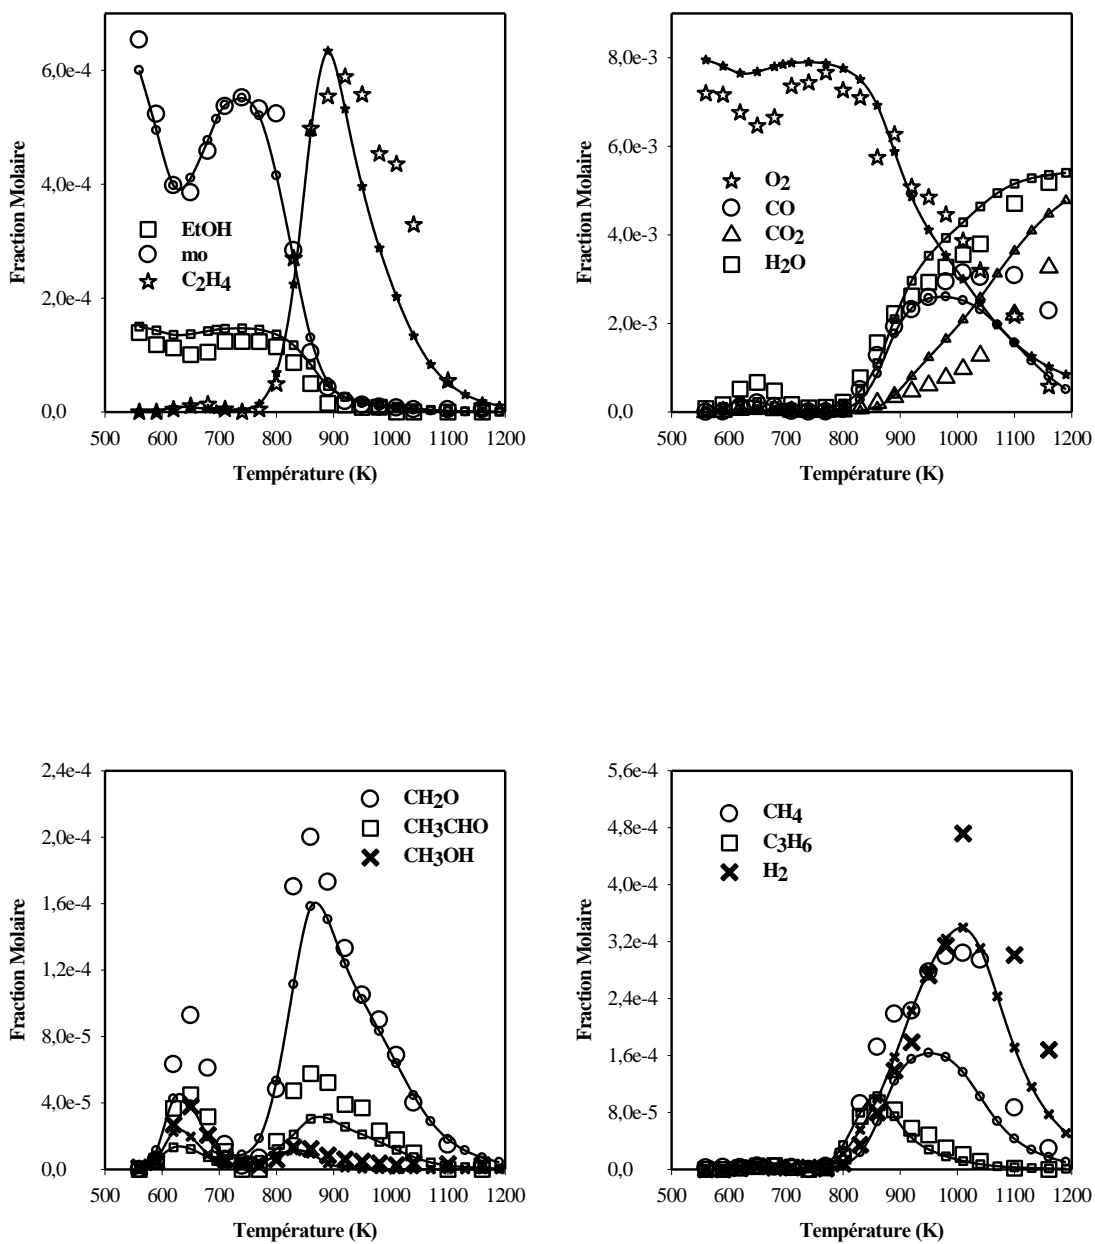 6,0e-4
4,0e-4
2,0e-4
0,0
Fraction Molaire
EtOH
mo
C2H4
500 600 700 800 900 1000 1100 1200
Température (K)
8,0e-3
6,0e-3
4,0e-3
2,0e-3
0,0
Fraction Molaire
O2
CO
CO2
H2O
500 600 700 800 900 1000 1100 1200
Température (K)
2,4e-4
2,0e-4
1,6e-4
1,2e-4
8,0e-5
4,0e-5
0,0
Fraction Molaire
CH2O
CH3CHO
CH3OH
500 600 700 800 900 1000 1100 1200
Température (K)
5,6e-4
4,8e-4
4,0e-4
3,2e-4
2,4e-4
1,6e-4
8,0e-5
0,0
Fraction Molaire
CH4
C3H6
H2
500 600 700 800 900 1000 1100 1200
Température (K)